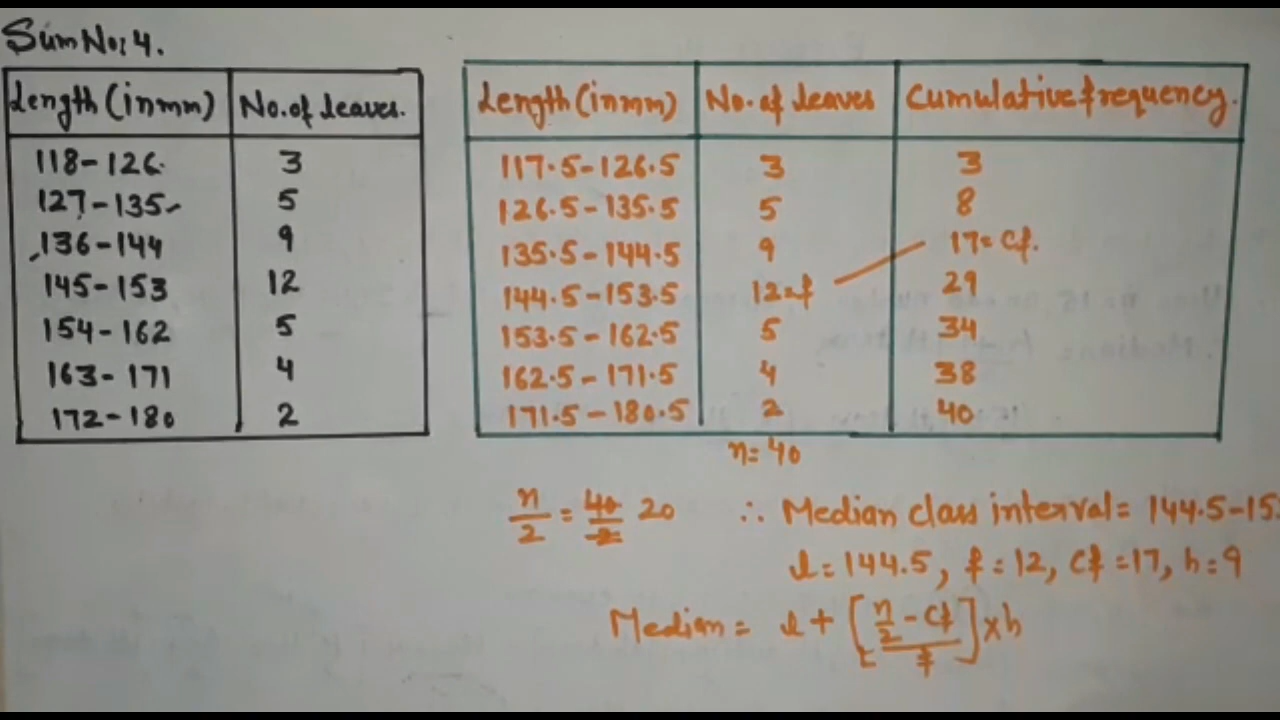 Sum No: 4.
Length (in mm) No. of leaves.
118-126 3
127-135 5
136-144 9
145-153 12
154-162 5
163-171 4
172-180 2
Length (in mm) No. of leaves Cumulative frequency.
117.5-126.5 3 3
126.5-135.5 5 8
135.5-144.5 9 17=Cf.
144.5-153.5 12=f 29
153.5-162.5 5 34
162.5-171.5 4 38
171.5-180.5 2 40
n=40
n/2 = 40/2 20 ∴ Median class interval = 144.5-15
l=144.5, f=12, Cf=17, h=9
Median = l + [n/2 - Cf / f] × h